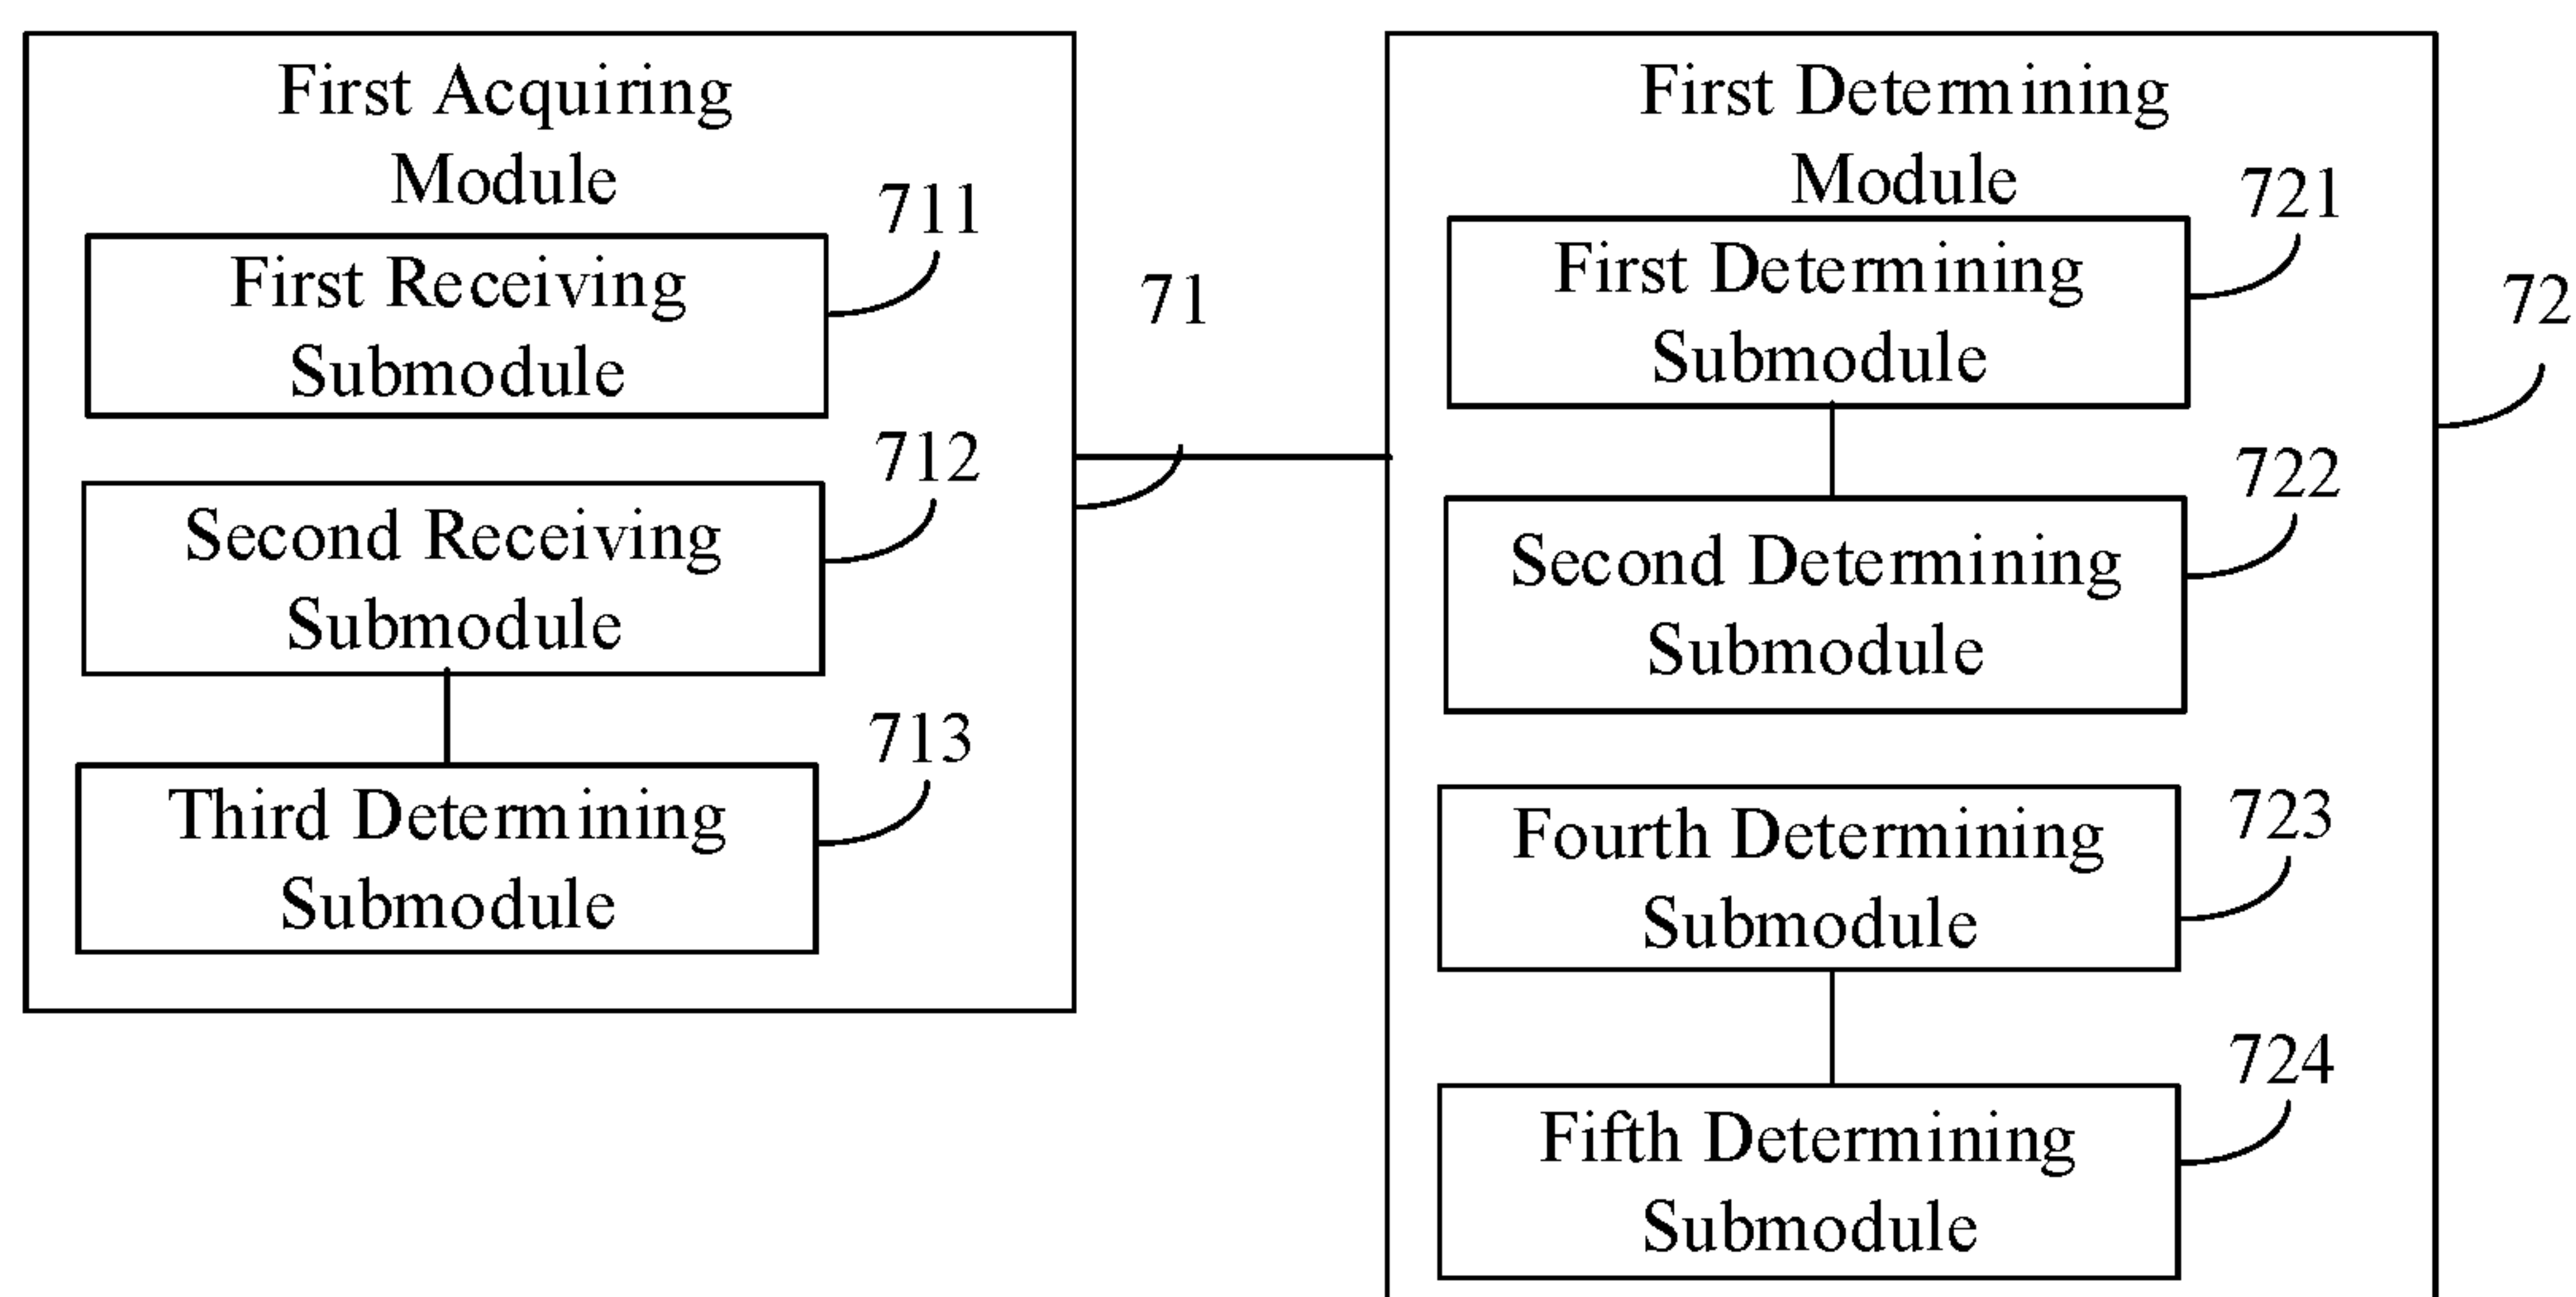 First Acquiring
Module
711
First Receiving
Submodule
712
Second Receiving
Submodule
713
Third Determining
Submodule
71
First Determining
Module
721
First Determining
Submodule
722
Second Determining
Submodule
723
Fourth Determining
Submodule
724
Fifth Determining
Submodule
72